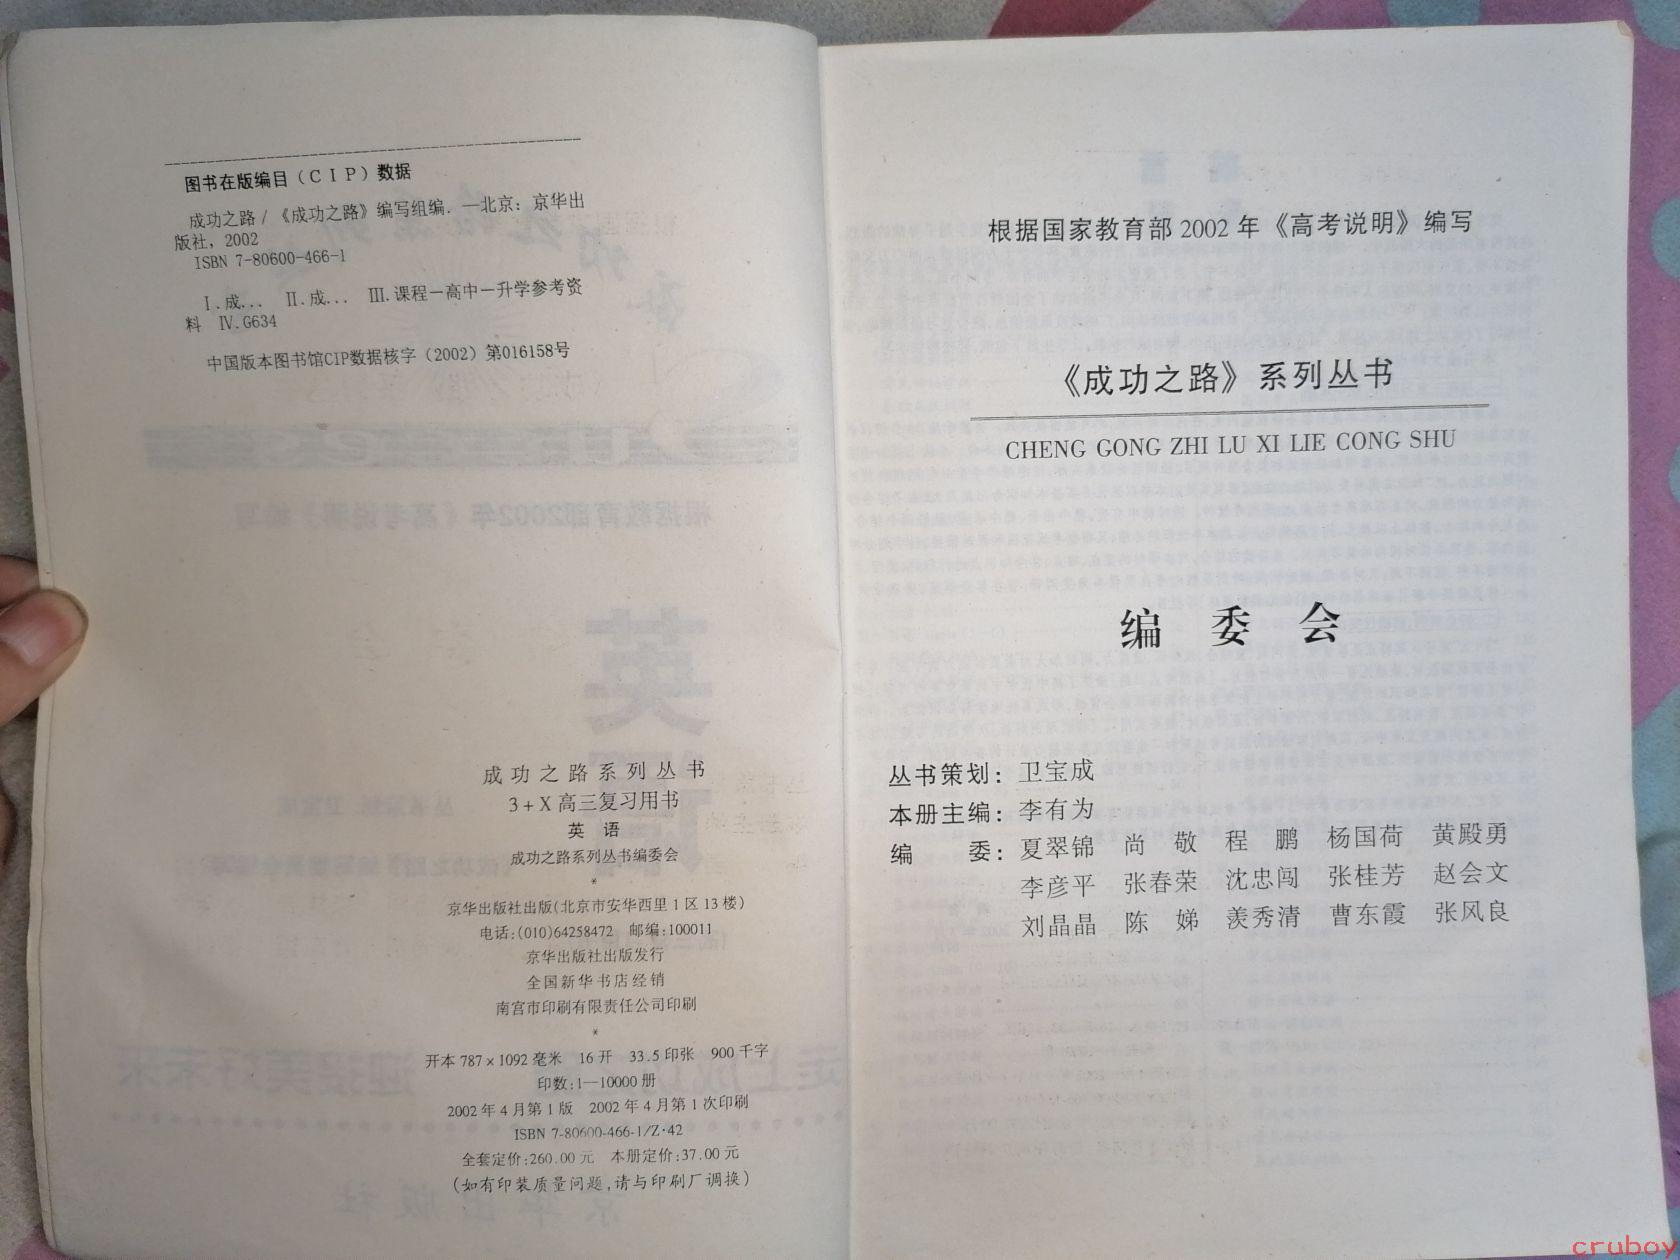 图书在版编目(CIP)数据
成功之路/《成功之路》编写组编．—北京：京华出
版社，2002
ISBN 7-80600-466-1
Ⅰ.成... Ⅱ.成... Ⅲ.课程－高中－升学参考资
料 Ⅳ.G634
中国版本图书馆CIP数据核字(2002)第016158号
成功之路系列丛书
3+X高三复习用书
英 语
成功之路系列丛书编委会
*
京华出版社出版(北京市安华西里1区13楼)
电话:(010)64258472 邮编:100011
京华出版社出版发行
全国新华书店经销
南宫市印刷有限责任公司印刷
*
开本787×1092毫米 16开 33.5印张 900千字
印数:1—10000册
2002年4月第1版 2002年4月第1次印刷
ISBN 7-80600-466-1/Z·42
全套定价:260.00元 本册定价:37.00元
(如有印装质量问题,请与印刷厂调换)
根据国家教育部2002年《高考说明》编写
《成功之路》系列丛书
CHENG GONG ZHI LU XI LIE CONG SHU
编 委 会
丛书策划：卫宝成
本册主编：李有为
编 委：夏翠锦 尚 敬 程 鹏 杨国荷 黄殿勇
李彦平 张春荣 沈忠闯 张桂芳 赵会文
刘晶晶 陈 娣 羡秀清 曹东霞 张风良
cruboy